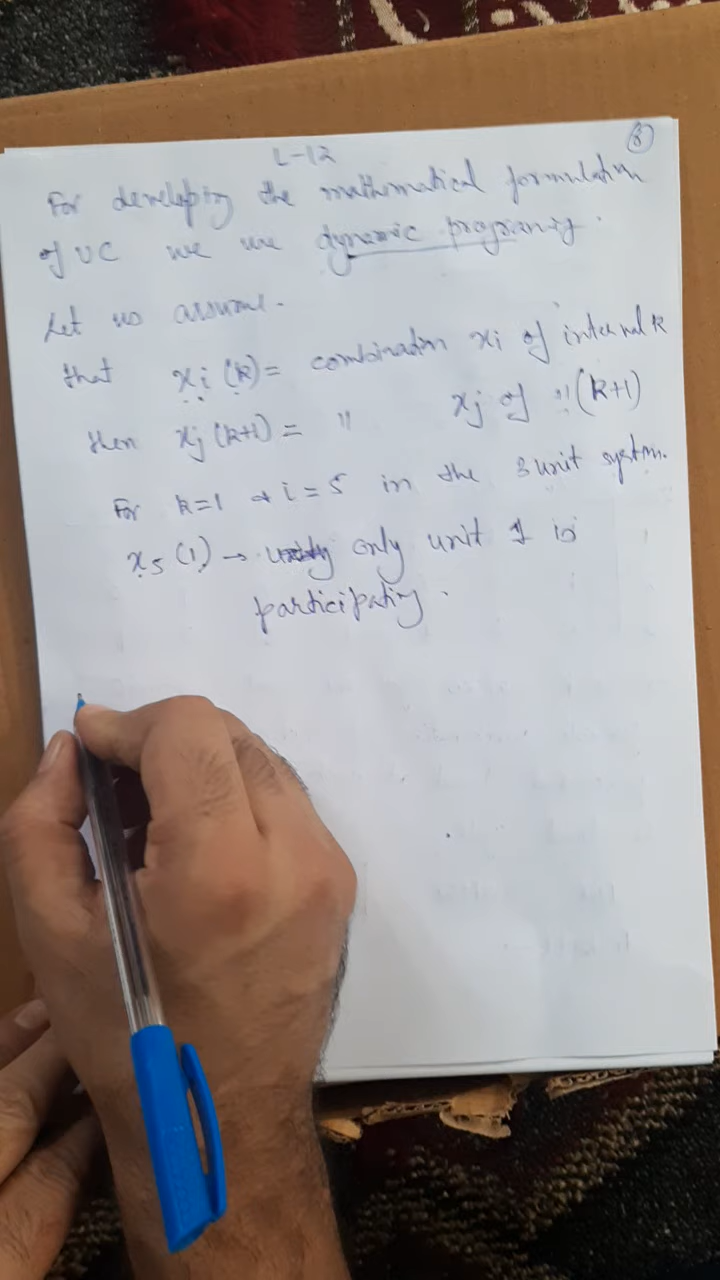 L-12
8
For developing the mathematical formulation
of UC we use dynamic programing.
Let us assume.
that xi (k) = combination xi of interval k
then xj (k+1) = " xj of " (k+1)
For k=1 & i=5 in the 3 unit system.
x5 (1) → only unit 1 is
participating.